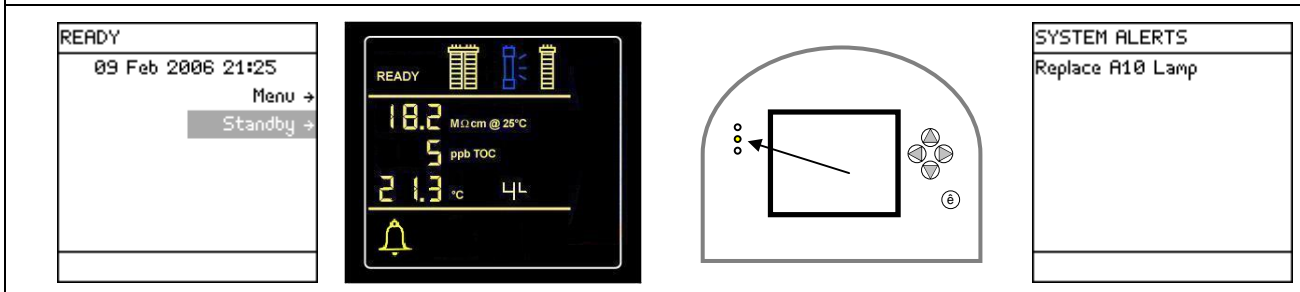 READY
09 Feb 2006 21:25
Menu →
Standby →
READY
18.2 MΩcm @ 25°C
5 ppb TOC
21.3 °C 4L
ê
SYSTEM ALERTS
Replace A10 Lamp